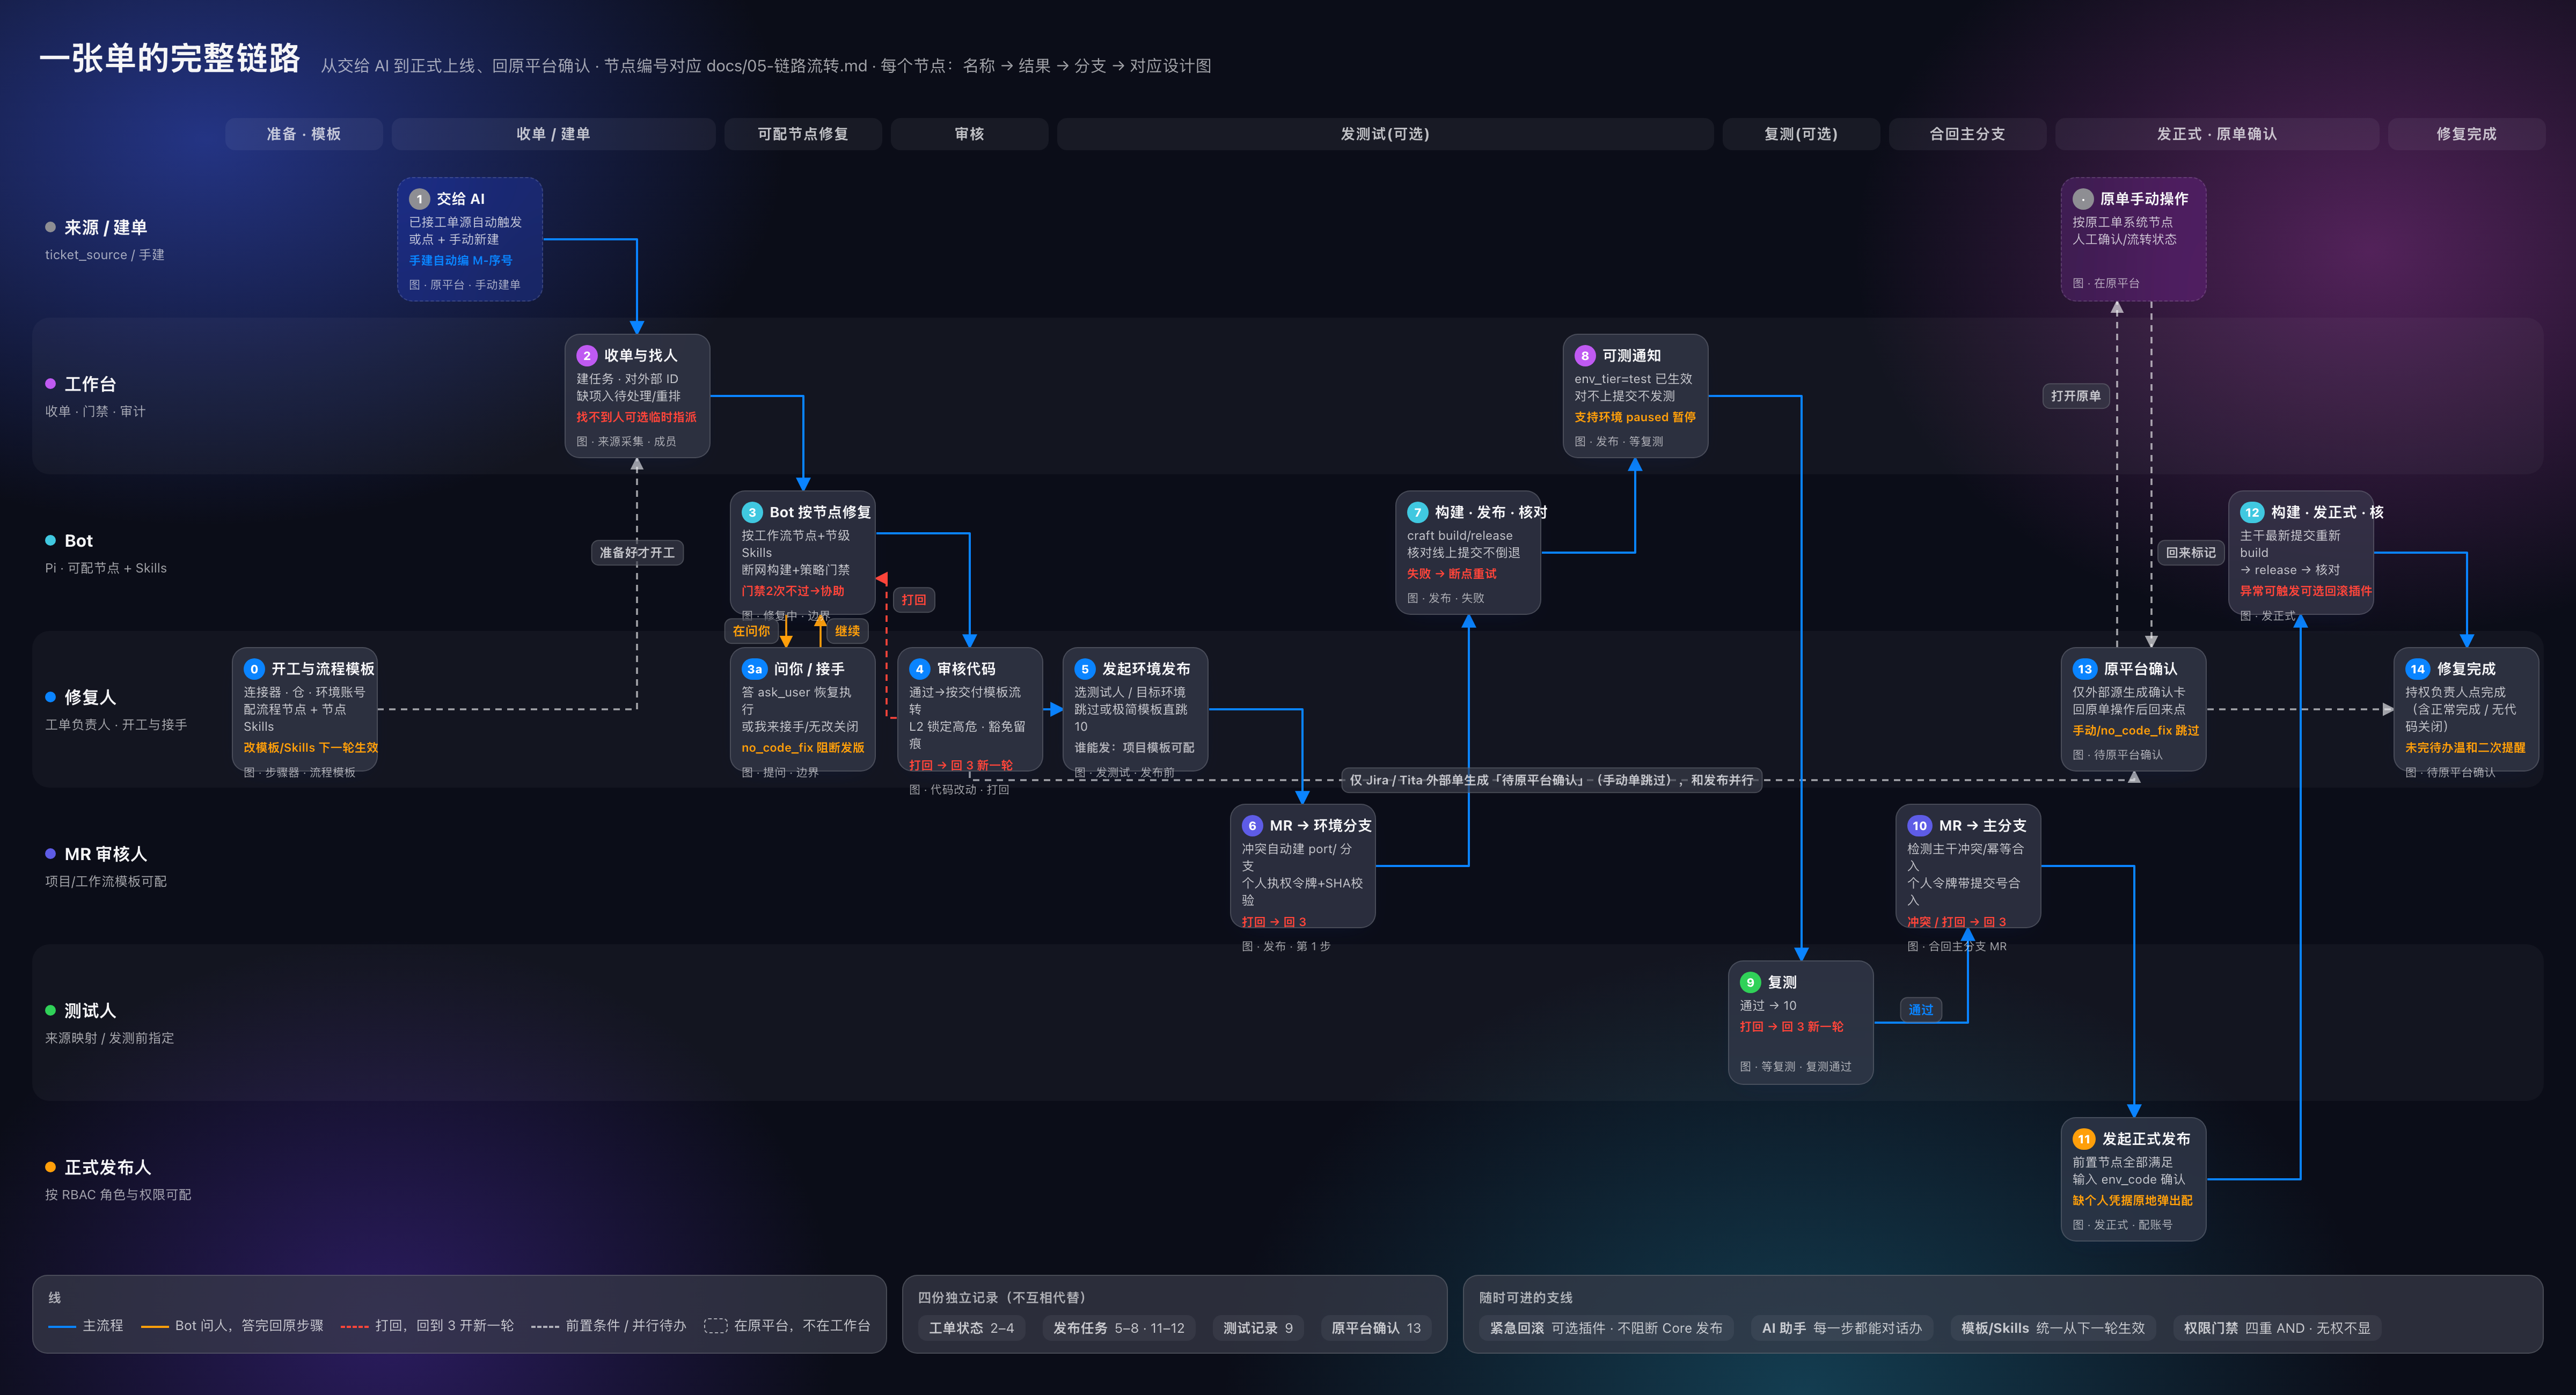 一张单的完整链路
从交给 AI 到正式上线、回原平台确认 · 节点编号对应 docs/05-链路流转.md · 每个节点：名称 → 结果 → 分支 → 对应设计图
准备 · 模板
收单 / 建单
可配节点修复
审核
发测试(可选)
复测(可选)
合回主分支
发正式 · 原单确认
修复完成
来源 / 建单
ticket_source / 手建
1 交给 AI
已接工单源自动触发
或点 + 手动新建
手建自动编 M-序号
图 · 原平台 · 手动建单
· 原单手动操作
按原工单系统节点
人工确认/流转状态
图 · 在原平台
工作台
收单 · 门禁 · 审计
2 收单与找人
建任务 · 对外部 ID
缺项入待处理/重排
找不到人可选临时指派
图 · 来源采集 · 成员
8 可测通知
env_tier=test 已生效
对不上提交不发测
支持环境 paused 暂停
图 · 发布 · 等复测
打开原单
Bot
Pi · 可配节点 + Skills
准备好才开工
3 Bot 按节点修复
按工作流节点+节级
Skills
断网构建+策略门禁
门禁2次不过→协助
图 · 修复中 · 边界
打回
在问你
继续
7 构建 · 发布 · 核对
craft build/release
核对线上提交不倒退
失败 → 断点重试
图 · 发布 · 失败
回来标记
12 构建 · 发正式 · 核
主干最新提交重新
build
→ release → 核对
异常可触发可选回滚插件
图 · 发正式
修复人
工单负责人 · 开工与接手
0 开工与流程模板
连接器 · 仓 · 环境账号
配流程节点 + 节点
Skills
改模板/Skills 下一轮生效
图 · 步骤器 · 流程模板
3a 问你 / 接手
答 ask_user 恢复执
行
或我来接手/无改关闭
no_code_fix 阻断发版
图 · 提问 · 边界
4 审核代码
通过→按交付模板流
转
L2 锁定高危 · 豁免留
痕
打回 → 回 3 新一轮
图 · 代码改动 · 打回
5 发起环境发布
选测试人 / 目标环境
跳过或极简模板直跳
10
谁能发：项目模板可配
图 · 发测试 · 发布前
13 原平台确认
仅外部源生成确认卡
回原单操作后回来点
手动/no_code_fix 跳过
图 · 待原平台确认
14 修复完成
持权负责人点完成
（含正常完成 / 无代
码关闭）
未完待办温和二次提醒
图 · 待原平台确认
仅 Jira / Tita 外部单生成「待原平台确认」（手动单跳过），和发布并行
MR 审核人
项目/工作流模板可配
6 MR → 环境分支
冲突自动建 port/ 分
支
个人执权令牌+SHA校
验
打回 → 回 3
图 · 发布 · 第 1 步
10 MR → 主分支
检测主干冲突/幂等合
入
个人令牌带提交号合
入
冲突 / 打回 → 回 3
图 · 合回主分支 MR
测试人
来源映射 / 发测前指定
9 复测
通过 → 10
打回 → 回 3 新一轮
图 · 等复测 · 复测通过
通过
正式发布人
按 RBAC 角色与权限可配
11 发起正式发布
前置节点全部满足
输入 env_code 确认
缺个人凭据原地弹出配
图 · 发正式 · 配账号
线
主流程
Bot 问人，答完回原步骤
打回，回到 3 开新一轮
前置条件 / 并行待办
在原平台，不在工作台
四份独立记录（不互相代替）
工单状态 2–4
发布任务 5–8 · 11–12
测试记录 9
原平台确认 13
随时可进的支线
紧急回滚 可选插件 · 不阻断 Core 发布
AI 助手 每一步都能对话办
模板/Skills 统一从下一轮生效
权限门禁 四重 AND · 无权不显